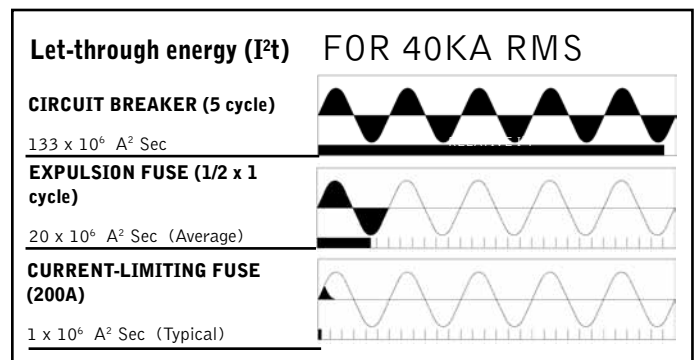 Let-through energy (I²t) FOR 40KA RMS
CIRCUIT BREAKER (5 cycle)
133 x 10⁶ A² Sec
EXPULSION FUSE (1/2 x 1
cycle)
20 x 10⁶ A² Sec (Average)
CURRENT-LIMITING FUSE
(200A)
1 x 10⁶ A² Sec (Typical)